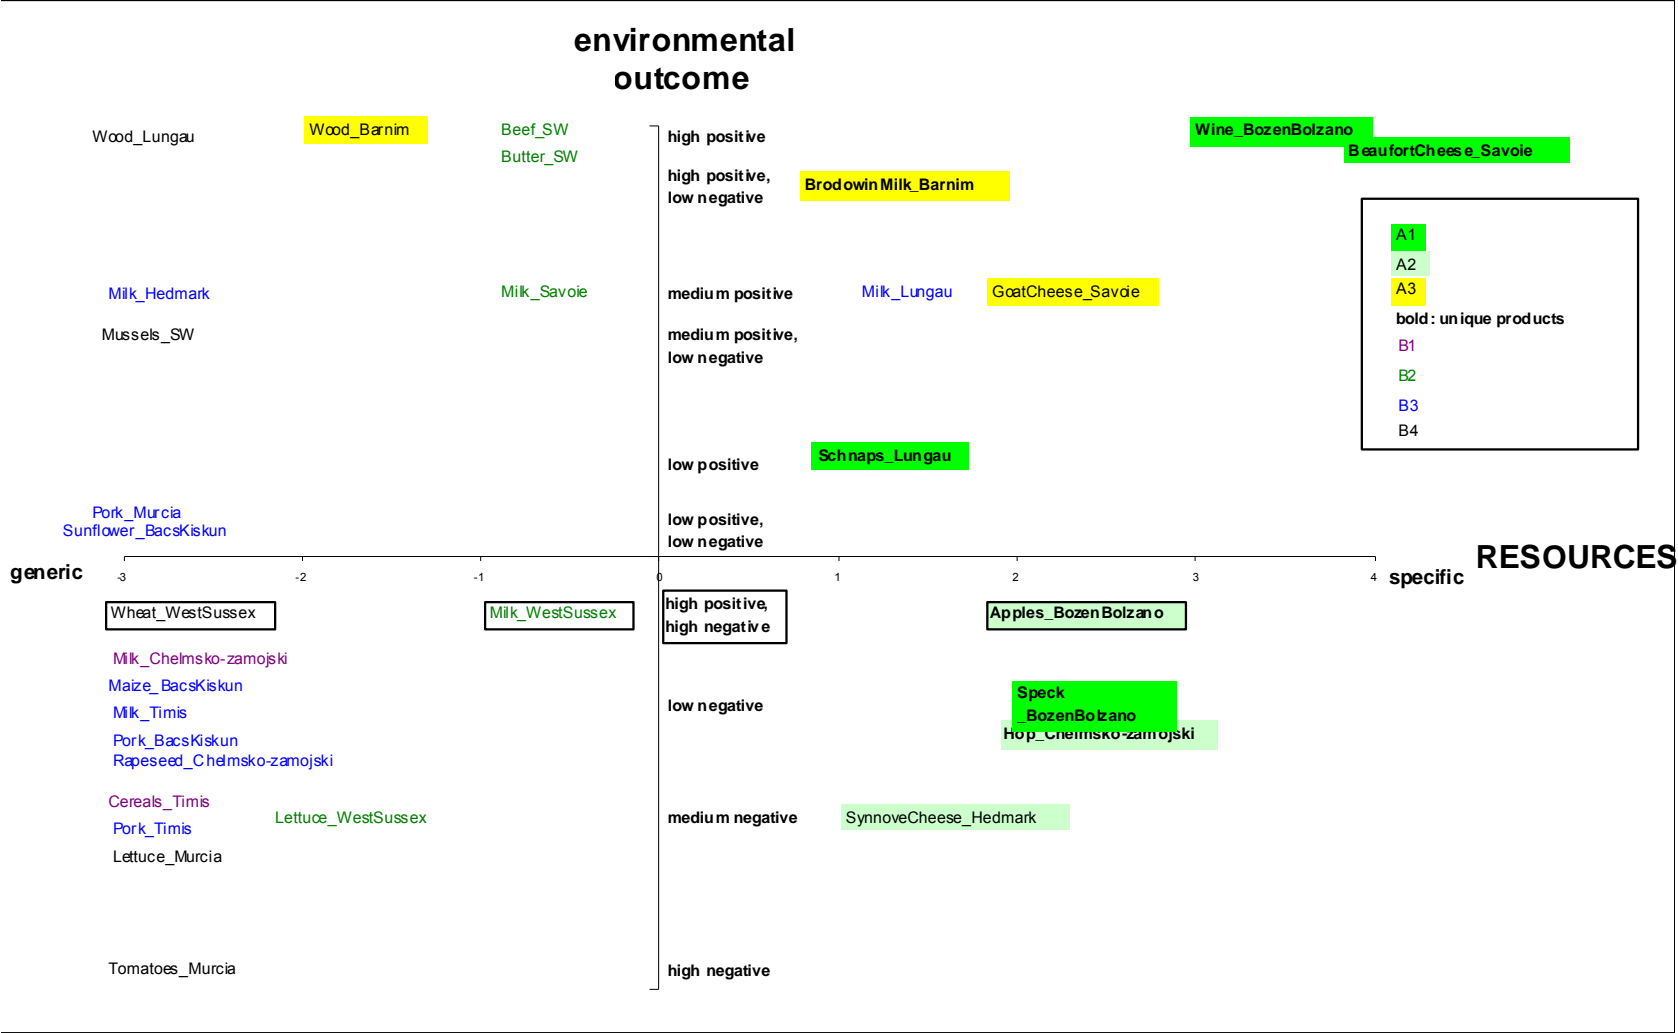 environmental
outcome
Wood_Lungau
Wood_Barnim
Beef_SW
Butter_SW
high positive
Wine_BozenBolzano
BeaufortCheese_Savoie
high positive,
low negative
BrodowinMilk_Barnim
A1
A2
A3
bold: unique products
B1
B2
B3
B4
Milk_Hedmark
Milk_Savoie
medium positive
Milk_Lungau
GoatCheese_Savoie
Mussels_SW
medium positive,
low negative
low positive
Schnaps_Lungau
Pork_Murcia
Sunflower_BacsKiskun
low positive,
low negative
generic
-3
-2
-1
0
1
2
3
4
specific
RESOURCES
Wheat_WestSussex
Milk_WestSussex
high positive,
high negative
Apples_BozenBolzano
Milk_Chelmsko-zamojski
Maize_BacsKiskun
Milk_Timis
Pork_BacsKiskun
Rapeseed_Chelmsko-zamojski
low negative
Speck
_BozenBolzano
Hop_Chelmsko-zamojski
Cereals_Timis
Pork_Timis
Lettuce_Murcia
Lettuce_WestSussex
medium negative
SynnoveCheese_Hedmark
Tomatoes_Murcia
high negative